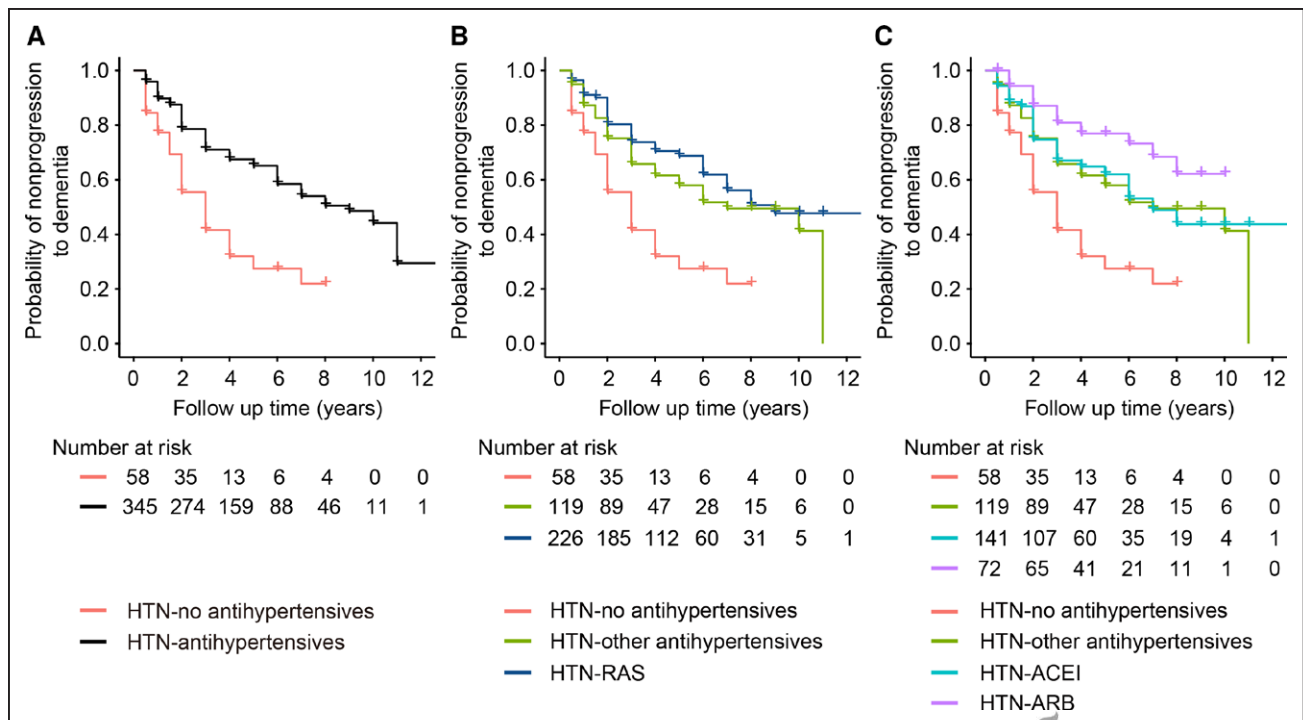 A
Probability of nonprogression
to dementia
1.0
0.8
0.6
0.4
0.2
0.0
0 2 4 6 8 10 12
Follow up time (years)
Number at risk
58 35 13 6 4 0 0
345 274 159 88 46 11 1
HTN-no antihypertensives
HTN-antihypertensives
B
Probability of nonprogression
to dementia
1.0
0.8
0.6
0.4
0.2
0.0
0 2 4 6 8 10 12
Follow up time (years)
Number at risk
58 35 13 6 4 0 0
119 89 47 28 15 6 0
226 185 112 60 31 5 1
HTN-no antihypertensives
HTN-other antihypertensives
HTN-RAS
C
Probability of nonprogression
to dementia
1.0
0.8
0.6
0.4
0.2
0.0
0 2 4 6 8 10 12
Follow up time (years)
Number at risk
58 35 13 6 4 0 0
119 89 47 28 15 6 0
141 107 60 35 19 4 1
72 65 41 21 11 1 0
HTN-no antihypertensives
HTN-other antihypertensives
HTN-ACEI
HTN-ARB